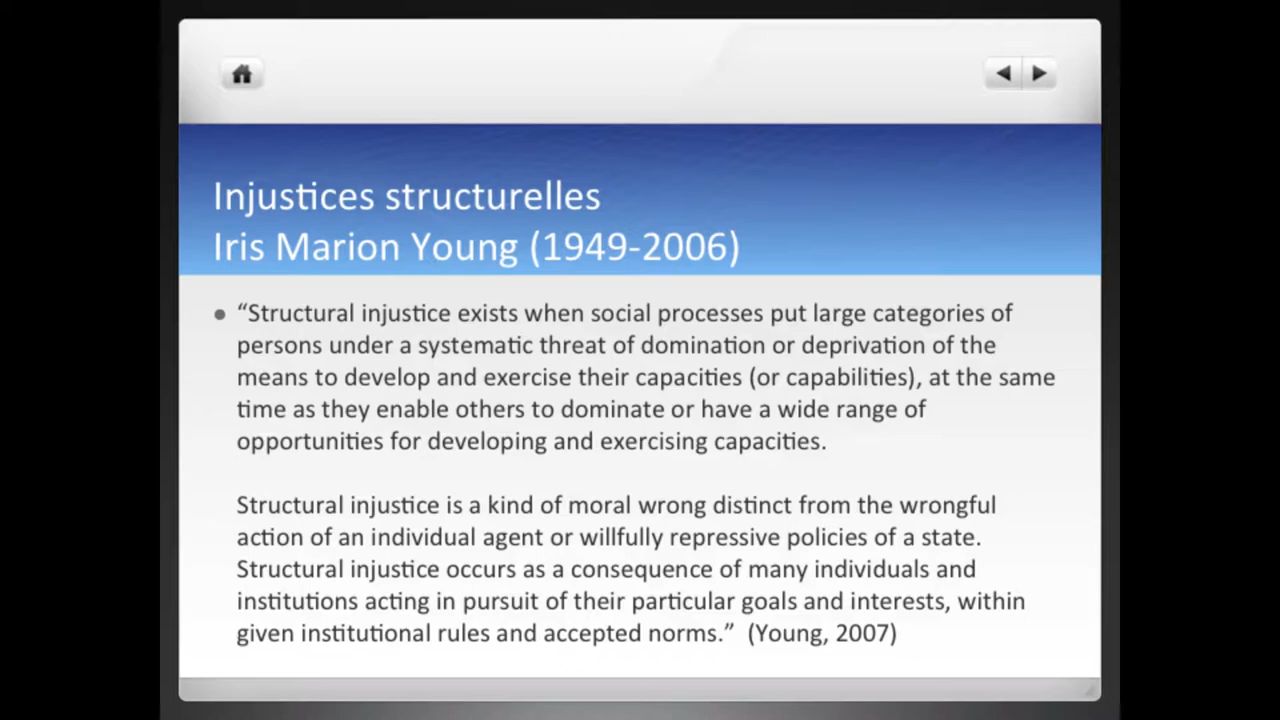 Injustices structurelles
Iris Marion Young (1949-2006)
• “Structural injustice exists when social processes put large categories of
persons under a systematic threat of domination or deprivation of the
means to develop and exercise their capacities (or capabilities), at the same
time as they enable others to dominate or have a wide range of
opportunities for developing and exercising capacities.
Structural injustice is a kind of moral wrong distinct from the wrongful
action of an individual agent or willfully repressive policies of a state.
Structural injustice occurs as a consequence of many individuals and
institutions acting in pursuit of their particular goals and interests, within
given institutional rules and accepted norms.” (Young, 2007)